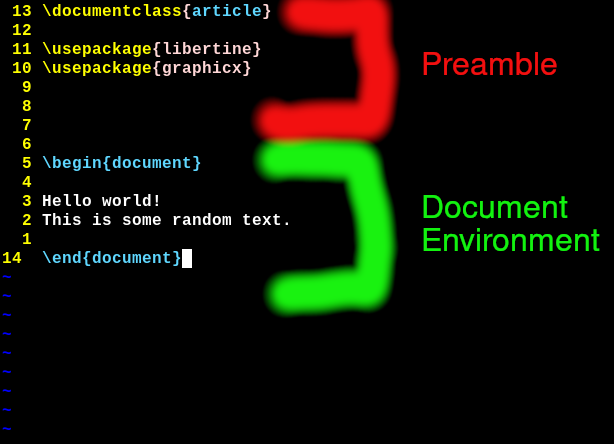 13 \documentclass{article}
12
11 \usepackage{libertine}
10 \usepackage{graphicx}
9
8
7
6
5 \begin{document}
4
3 Hello world!
2 This is some random text.
1
14 \end{document}
~
~
~
~
~
~
~
~
~
Preamble
Document
Environment